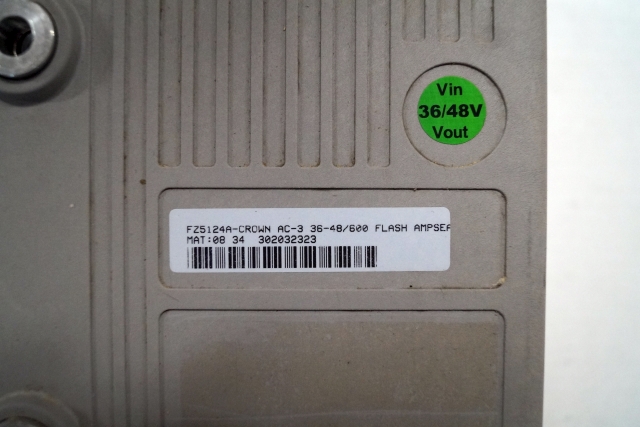 Vin
36/48V
Vout
FZ5124A-CROWN AC-3 36-48/600 FLASH AMPSEA
MAT:08 34 302032323